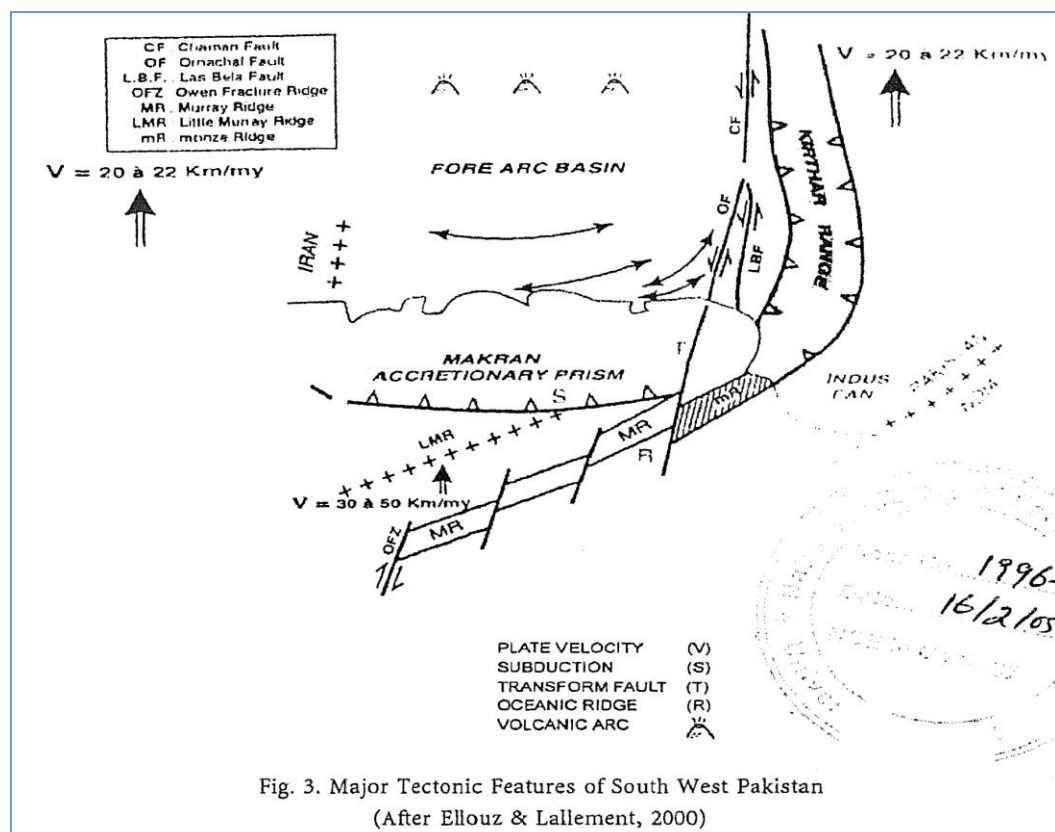 CF . Chaman Fault
OF Ornachal Fault
L.B.F. . Las Bela Fault
OFZ Owen Fracture Ridge
MR . Murray Ridge
LMR : Little Murray Ridge
mR : monze Ridge
V = 20 à 22 Km/my
V = 20 à 22 Km/my
FORE ARC BASIN
CF
KIRTHAR RANGE
OF
LBF
IRAN
MAKRAN
ACCRETIONARY PRISM
S
T
mR
INDUS
FAN
PAKISTAN
INDIA
LMR
MR
R
V = 30 à 50 Km/my
MR
OFZ
1996-
16/2/05
PLATE VELOCITY (V)
SUBDUCTION (S)
TRANSFORM FAULT (T)
OCEANIC RIDGE (R)
VOLCANIC ARC
Fig. 3. Major Tectonic Features of South West Pakistan
(After Ellouz & Lallement, 2000)